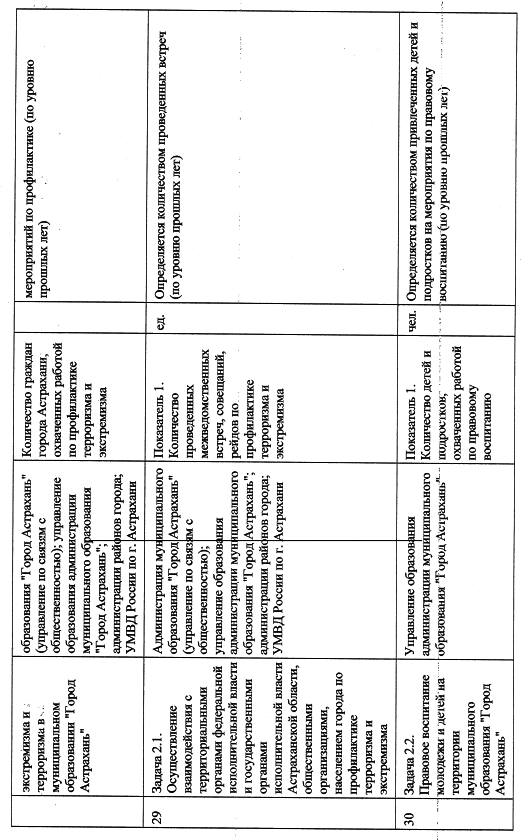 экстремизма и
терроризма в
муниципальном
образовании "Город
Астрахань"
образования "Город Астрахань"
(управление по связям с
общественностью); управление
образования администрации
муниципального образования
"Город Астрахань";
администрации районов города;
УМВД России по г. Астрахани
Количество граждан
города Астрахани,
охваченных работой
по профилактике
терроризма и
экстремизма
мероприятий по профилактике (по уровню
прошлых лет)
29
Задача 2.1.
Осуществление
взаимодействия с
территориальными
органами федеральной
исполнительной власти
и государственными
органами
исполнительной власти
Астраханской области,
общественными
организациями,
населением города по
профилактике
терроризма и
экстремизма
Администрация муниципального
образования "Город Астрахань"
(управление по связям с
общественностью);
управление образования
администрации муниципального
образования "Город Астрахань";
администрации районов города;
УМВД России по г. Астрахани
Показатель 1.
Количество
проведенных
межведомственных
встреч, совещаний,
рейдов по
профилактике
терроризма и
экстремизма
ед.
Определяется количеством проведенных встреч
(по уровню прошлых лет)
30
Задача 2.2.
Правовое воспитание
молодежи и детей на
территории
муниципального
образования "Город
Астрахань"
Управление образования
администрации муниципального
образования "Город Астрахань"
Показатель 1.
Количество детей и
подростков,
охваченных работой
по правовому
воспитанию
чел.
Определяется количеством привлеченных детей и
подростков на мероприятия по правовому
воспитанию (по уровню прошлых лет)